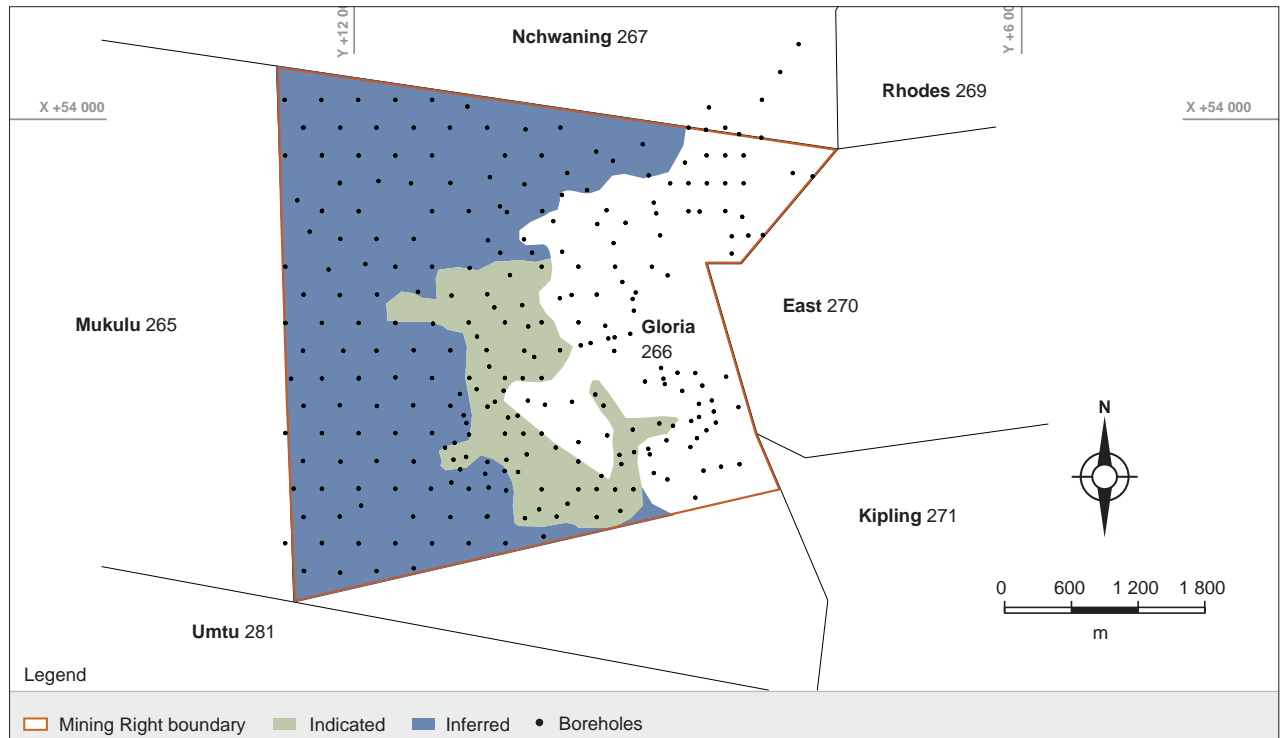 Y +12 00
Y +6 00
Nchwaning 267
Rhodes 269
X +54 000
X +54 000
East 270
Mukulu 265
Gloria
266
N
Kipling 271
0 600 1 200 1 800
m
Umtu 281
Legend
Mining Right boundary Indicated Inferred Boreholes